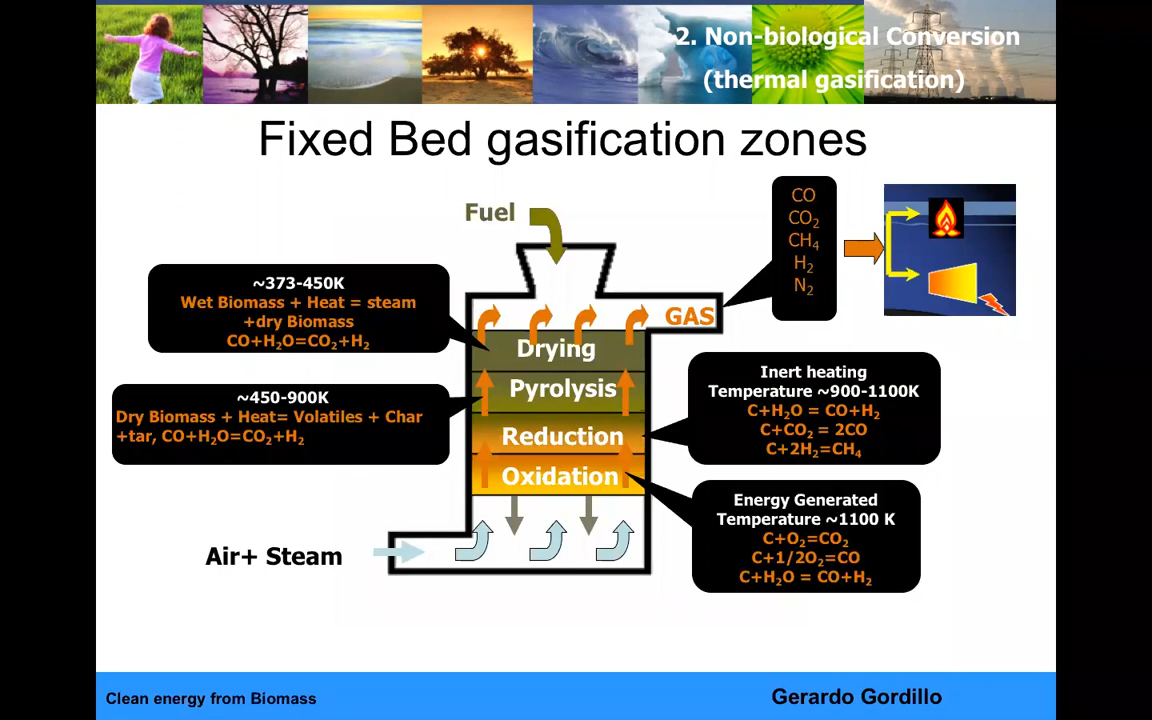 2. Non-biological Conversion
(thermal gasification)
Fixed Bed gasification zones
Fuel
CO
CO₂
CH₄
H₂
N₂
~373-450K
Wet Biomass + Heat = steam
+dry Biomass
CO+H₂O=CO₂+H₂
GAS
Drying
Pyrolysis
Reduction
Oxidation
~450-900K
Dry Biomass + Heat= Volatiles + Char
+tar, CO+H₂O=CO₂+H₂
Inert heating
Temperature ~900-1100K
C+H₂O = CO+H₂
C+CO₂ = 2CO
C+2H₂=CH₄
Energy Generated
Temperature ~1100 K
C+O₂=CO₂
C+1/2O₂=CO
C+H₂O = CO+H₂
Air+ Steam
Clean energy from Biomass
Gerardo Gordillo